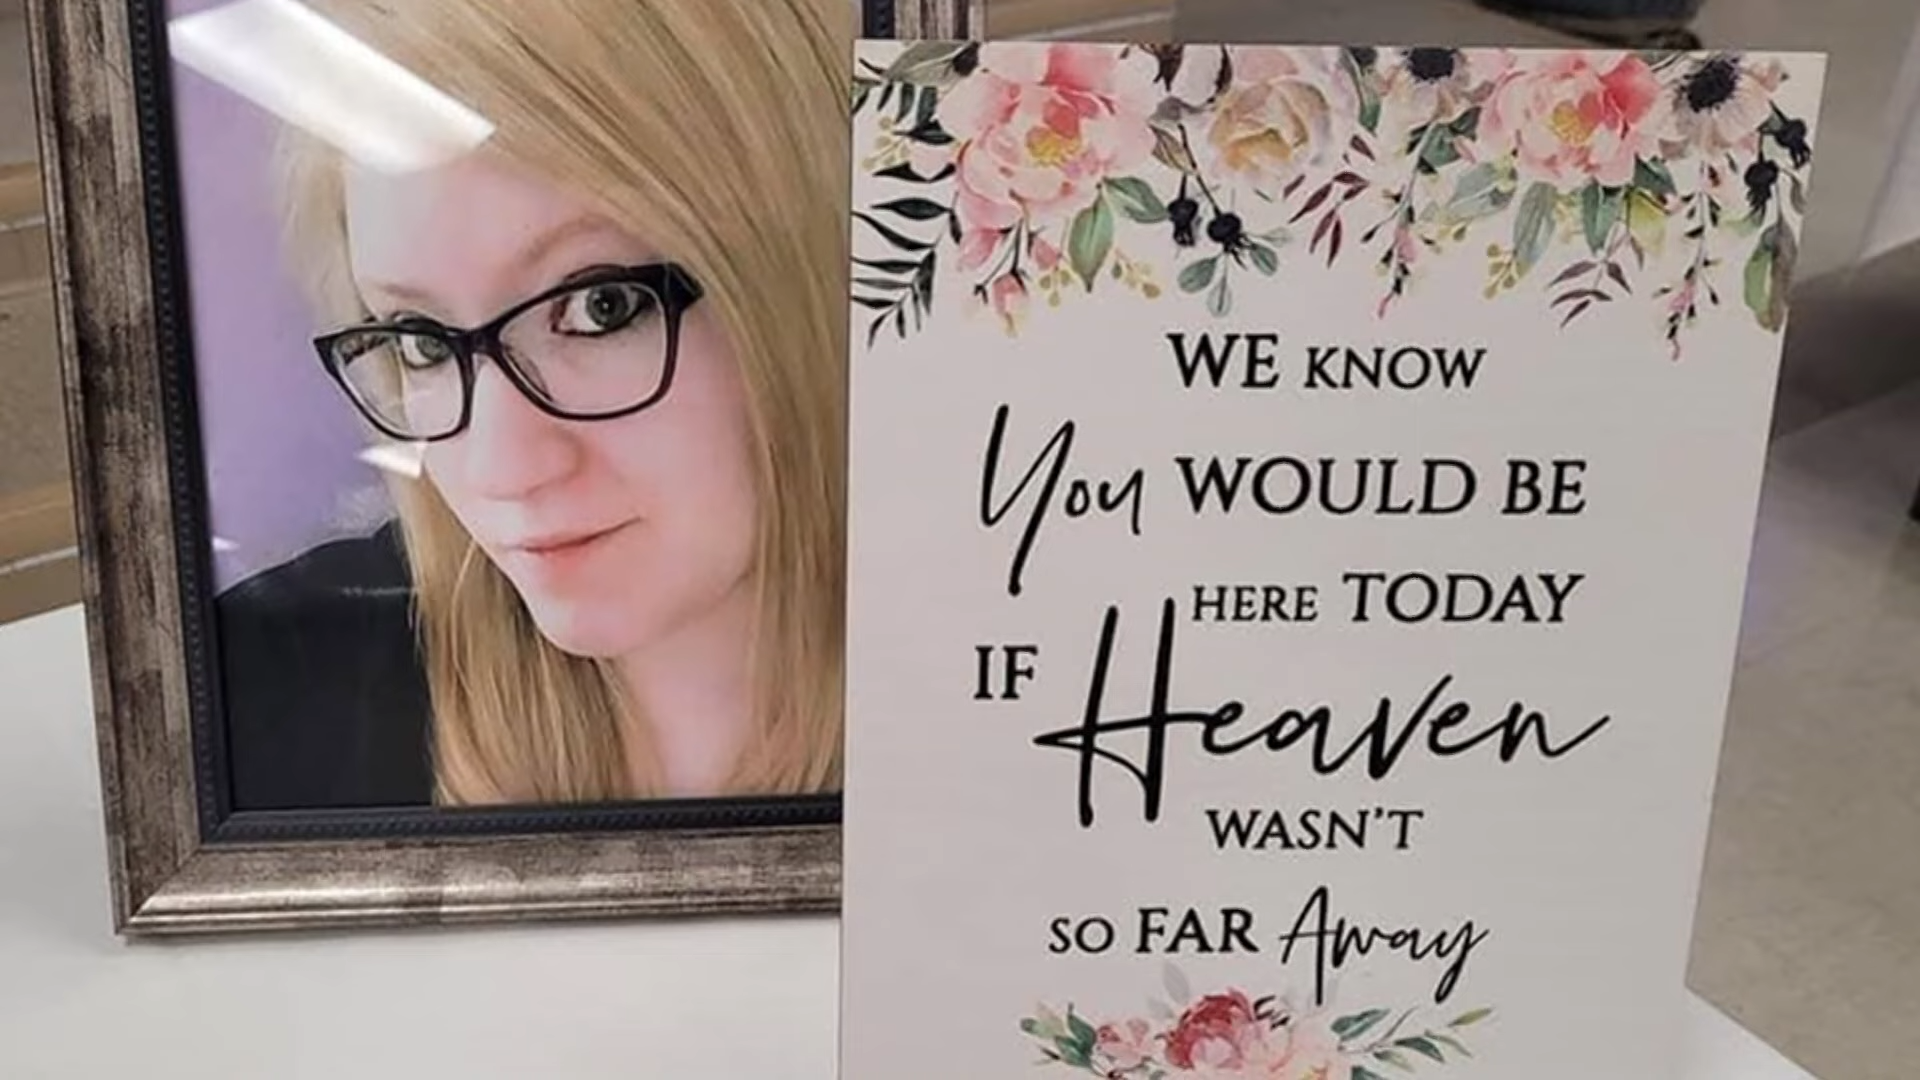 WE KNOW
You WOULD BE
HERE TODAY
IF Heaven
WASN'T
SO FAR Away